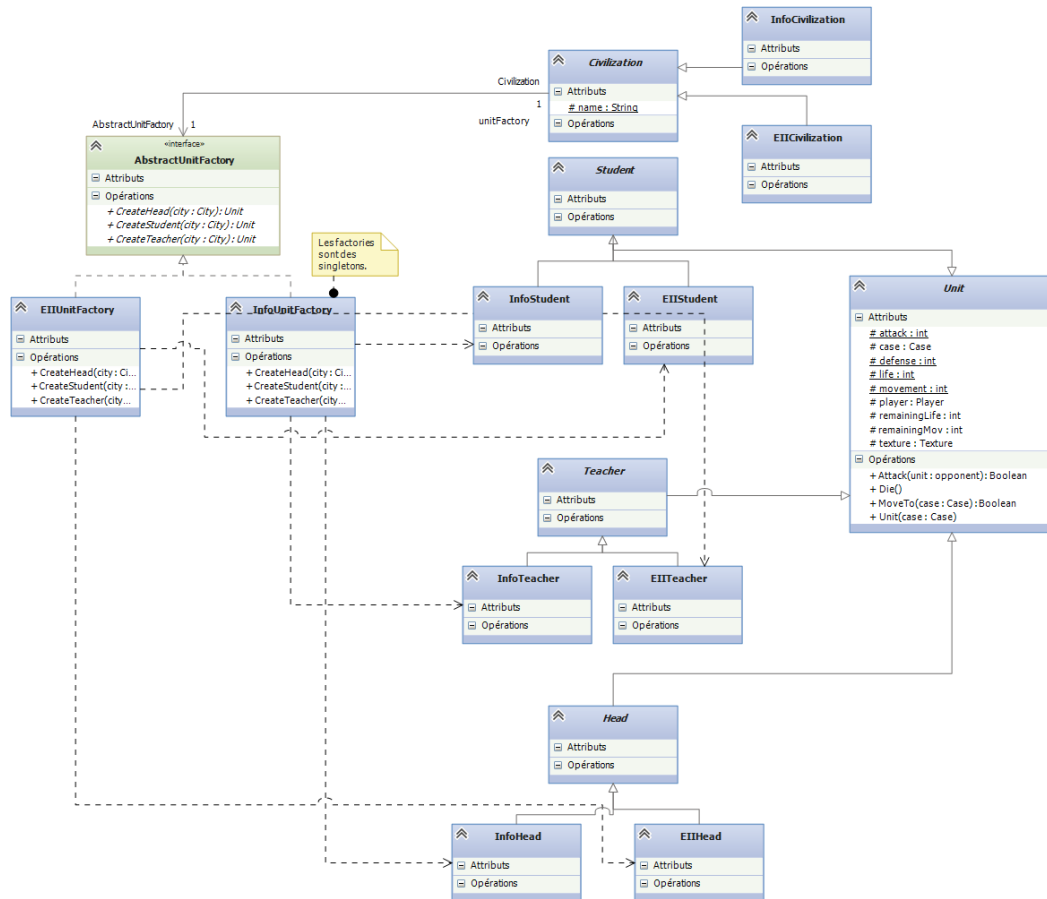 InfoCivilization
Attributs
Opérations
Civilization
Attributs
# name : String
Opérations
Civilization
1
unitFactory
AbstractUnitFactory
1
EIICivilization
Attributs
Opérations
«interface»
AbstractUnitFactory
Attributs
Opérations
+ CreateHead(city : City) : Unit
+ CreateStudent(city : City) : Unit
+ CreateTeacher(city : City) : Unit
Student
Attributs
Opérations
Les factories
sont des
singletons.
EIIUnitFactory
Attributs
Opérations
+ CreateHead(city : Ci...
+ CreateStudent(city :...
+ CreateTeacher(city...
InfoUnitFactory
Attributs
Opérations
+ CreateHead(city : Ci...
+ CreateStudent(city :...
+ CreateTeacher(city...
InfoStudent
Attributs
Opérations
EIIStudent
Attributs
Opérations
Unit
Attributs
# attack : int
# case : Case
# defense : int
# life : int
# movement : int
# player : Player
# remainingLife : int
# remainingMov : int
# texture : Texture
Opérations
+ Attack(unit : opponent) : Boolean
+ Die()
+ MoveTo(case : Case) : Boolean
+ Unit(case : Case)
Teacher
Attributs
Opérations
InfoTeacher
Attributs
Opérations
EIITeacher
Attributs
Opérations
Head
Attributs
Opérations
InfoHead
Attributs
Opérations
EIIHead
Attributs
Opérations